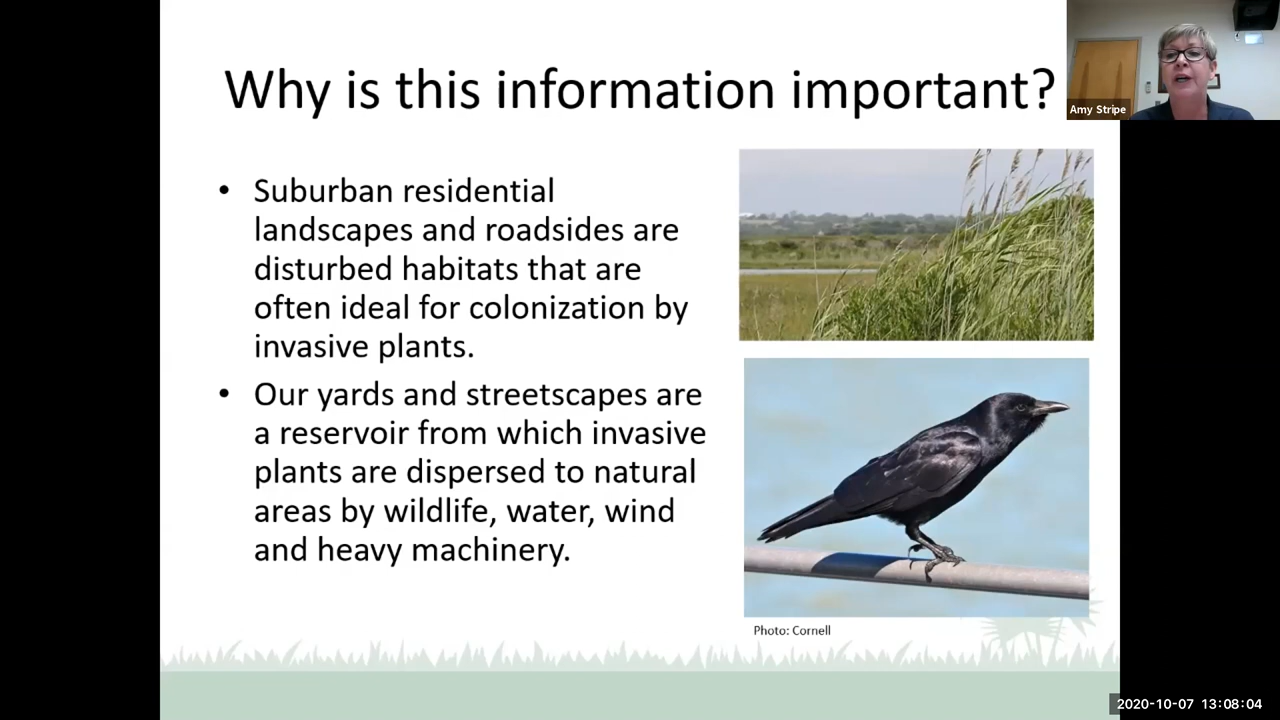 Why is this information important?
Amy Stripe
• Suburban residential
landscapes and roadsides are
disturbed habitats that are
often ideal for colonization by
invasive plants.
• Our yards and streetscapes are
a reservoir from which invasive
plants are dispersed to natural
areas by wildlife, water, wind
and heavy machinery.
Photo: Cornell
2020-10-07 13:08:04